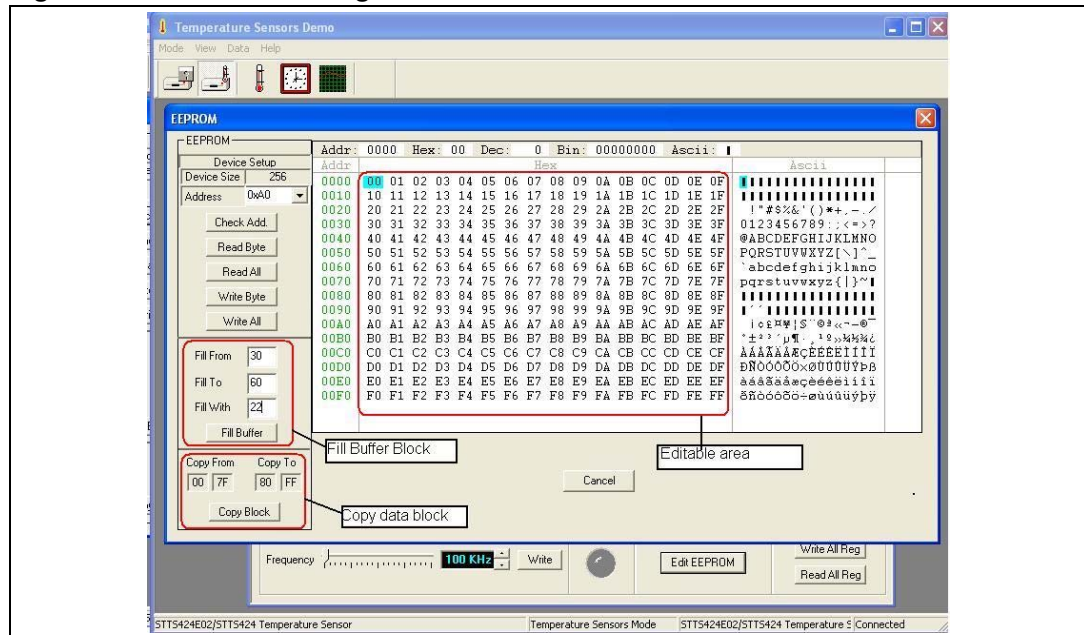 Temperature Sensors Demo
Mode View Data Help
EEPROM
EEPROM
Device Setup
Device Size 256
Address 0xA0
Check Add.
Read Byte
Read All
Write Byte
Write All
Fill From 30
Fill To 60
Fill With 22
Fill Buffer
Copy From Copy To
00 7F 80 FF
Copy Block
Addr: 0000 Hex: 00 Dec: 0 Bin: 00000000 Ascii:
Addr Hex Ascii
0000 00 01 02 03 04 05 06 07 08 09 0A 0B 0C 0D 0E 0F
0010 10 11 12 13 14 15 16 17 18 19 1A 1B 1C 1D 1E 1F
0020 20 21 22 23 24 25 26 27 28 29 2A 2B 2C 2D 2E 2F !"#$%&'()*+,-./
0030 30 31 32 33 34 35 36 37 38 39 3A 3B 3C 3D 3E 3F 0123456789:;<=>?
0040 40 41 42 43 44 45 46 47 48 49 4A 4B 4C 4D 4E 4F @ABCDEFGHIJKLMNO
0050 50 51 52 53 54 55 56 57 58 59 5A 5B 5C 5D 5E 5F PQRSTUVWXYZ[\]^_
0060 60 61 62 63 64 65 66 67 68 69 6A 6B 6C 6D 6E 6F `abcdefghijklmno
0070 70 71 72 73 74 75 76 77 78 79 7A 7B 7C 7D 7E 7F pqrstuvwxyz{|}~
0080 80 81 82 83 84 85 86 87 88 89 8A 8B 8C 8D 8E 8F
0090 90 91 92 93 94 95 96 97 98 99 9A 9B 9C 9D 9E 9F
00A0 A0 A1 A2 A3 A4 A5 A6 A7 A8 A9 AA AB AC AD AE AF
00B0 B0 B1 B2 B3 B4 B5 B6 B7 B8 B9 BA BB BC BD BE BF
00C0 C0 C1 C2 C3 C4 C5 C6 C7 C8 C9 CA CB CC CD CE CF ÀÁÂÃÄÅÆÇÈÉÊËÌÍÎÏ
00D0 D0 D1 D2 D3 D4 D5 D6 D7 D8 D9 DA DB DC DD DE DF ÐÑÒÓÔÕÖ×ØÙÚÛÜÝÞß
00E0 E0 E1 E2 E3 E4 E5 E6 E7 E8 E9 EA EB EC ED EE EF àáâãäåæçèéêëìíîï
00F0 F0 F1 F2 F3 F4 F5 F6 F7 F8 F9 FA FB FC FD FE FF ðñòóôõö÷øùúûüýþÿ
Fill Buffer Block
Editable area
Cancel
Copy data block
Frequency 100 KHz Write Edit EEPROM
Write All Reg
Read All Reg
STTS424E02/STTS424 Temperature Sensor Temperature Sensors Mode STTS424E02/STTS424 Temperature S Connected